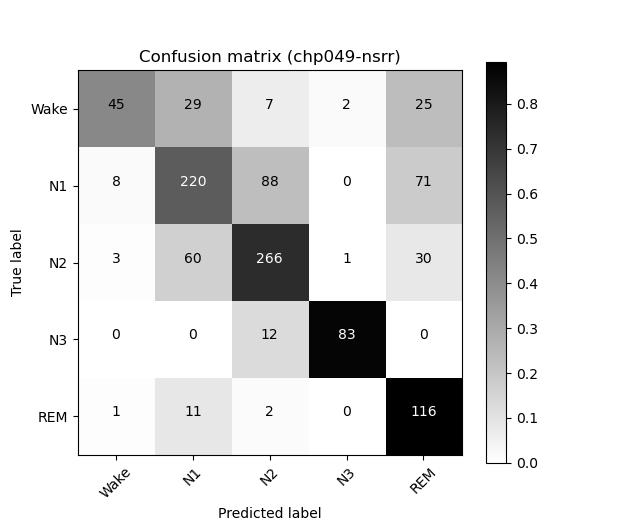 Confusion matrix (chp049-nsrr)
True label
Wake 45 29 7 2 25
N1 8 220 88 0 71
N2 3 60 266 1 30
N3 0 0 12 83 0
REM 1 11 2 0 116
Wake N1 N2 N3 REM
Predicted label
0.8
0.7
0.6
0.5
0.4
0.3
0.2
0.1
0.0